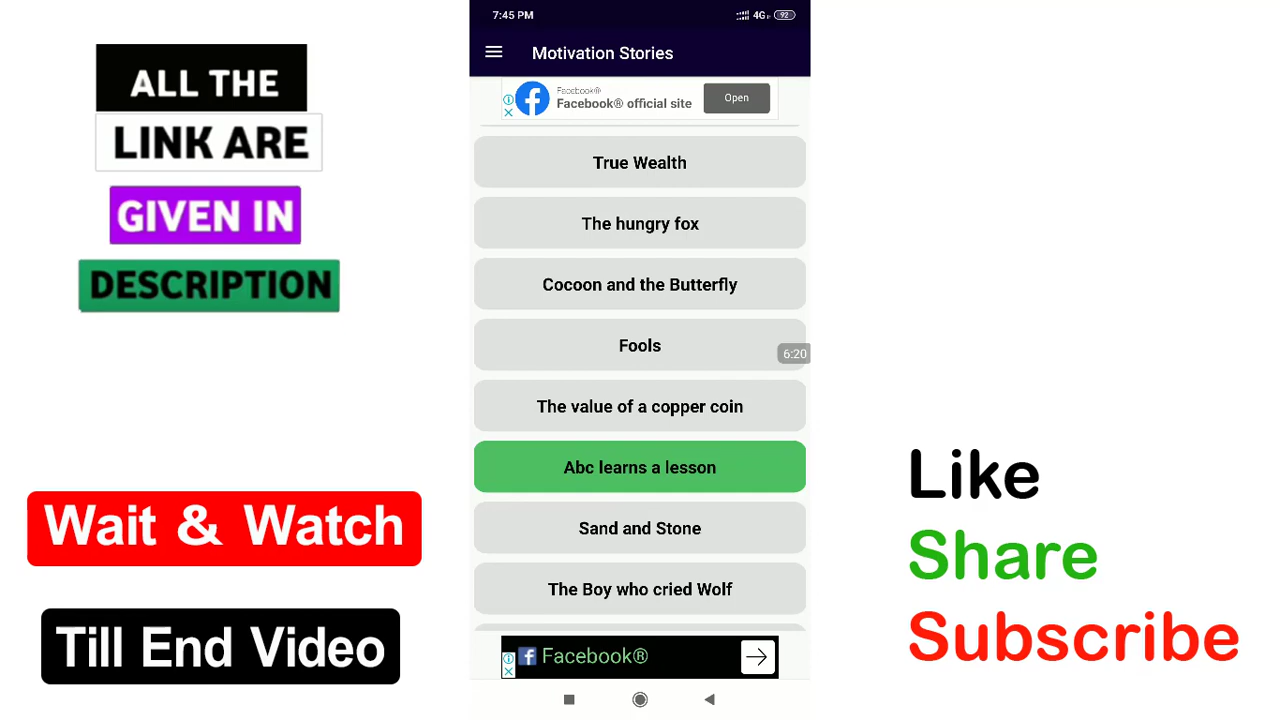 ALL THE
LINK ARE
GIVEN IN
DESCRIPTION
Wait & Watch
Till End Video
7:45 PM
4G
92
Motivation Stories
Facebook®
Facebook® official site
Open
True Wealth
The hungry fox
Cocoon and the Butterfly
Fools
6:20
The value of a copper coin
Abc learns a lesson
Sand and Stone
The Boy who cried Wolf
Facebook®
Like
Share
Subscribe